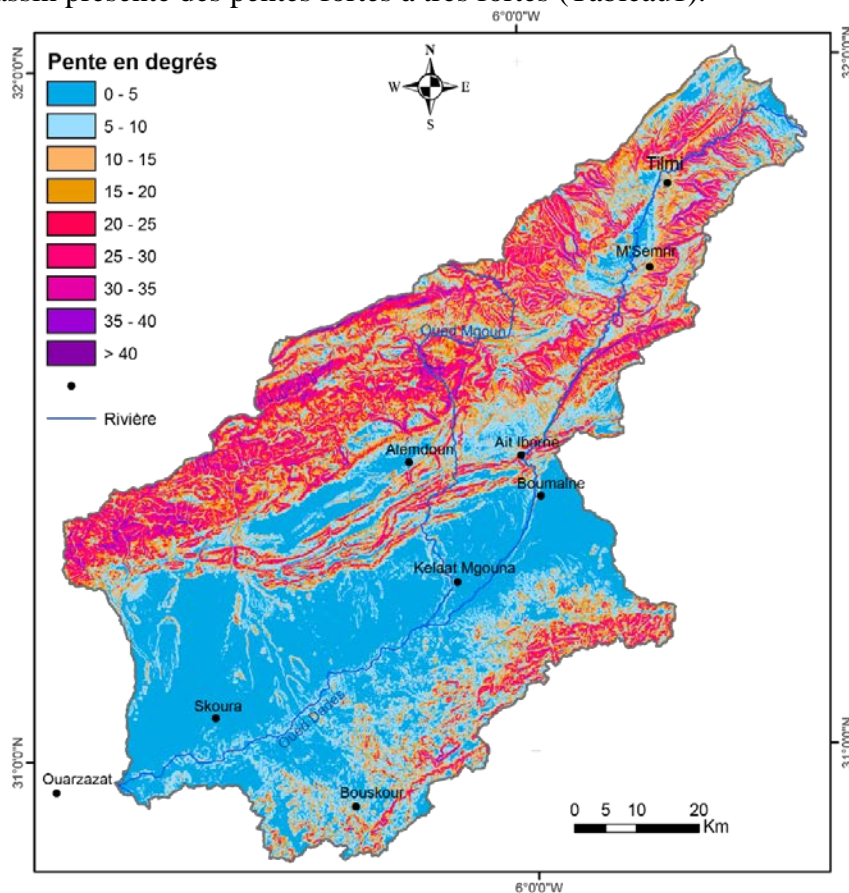 assin présente des pentes fortes à très fortes (Tableau1).
6°0'0"W
32°0'0"N
32°0'0"N
Pente en degrés
N
W E
S
0 - 5
5 - 10
10 - 15
15 - 20
20 - 25
25 - 30
30 - 35
35 - 40
> 40
Rivière
Tilmi
M'Semrir
Oued Mgoun
Alemdoun
Ait Ibrirne
Boumalne
Kelaat Mgouna
Skoura
Oued Dades
Ouarzazat
Bouskour
31°0'0"N
31°0'0"N
0 5 10 20
Km
6°0'0"W